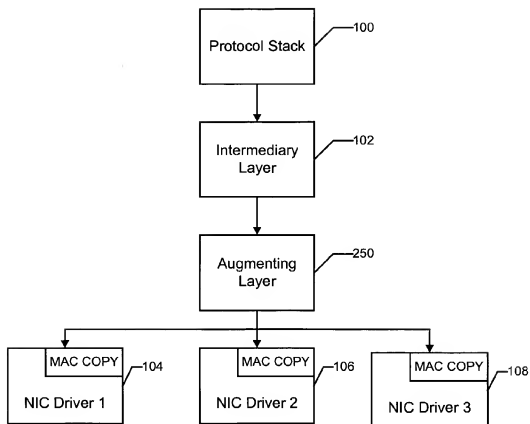 Protocol Stack
100
Intermediary
Layer
102
Augmenting
Layer
250
MAC COPY
104
NIC Driver 1
MAC COPY
106
NIC Driver 2
MAC COPY
108
NIC Driver 3